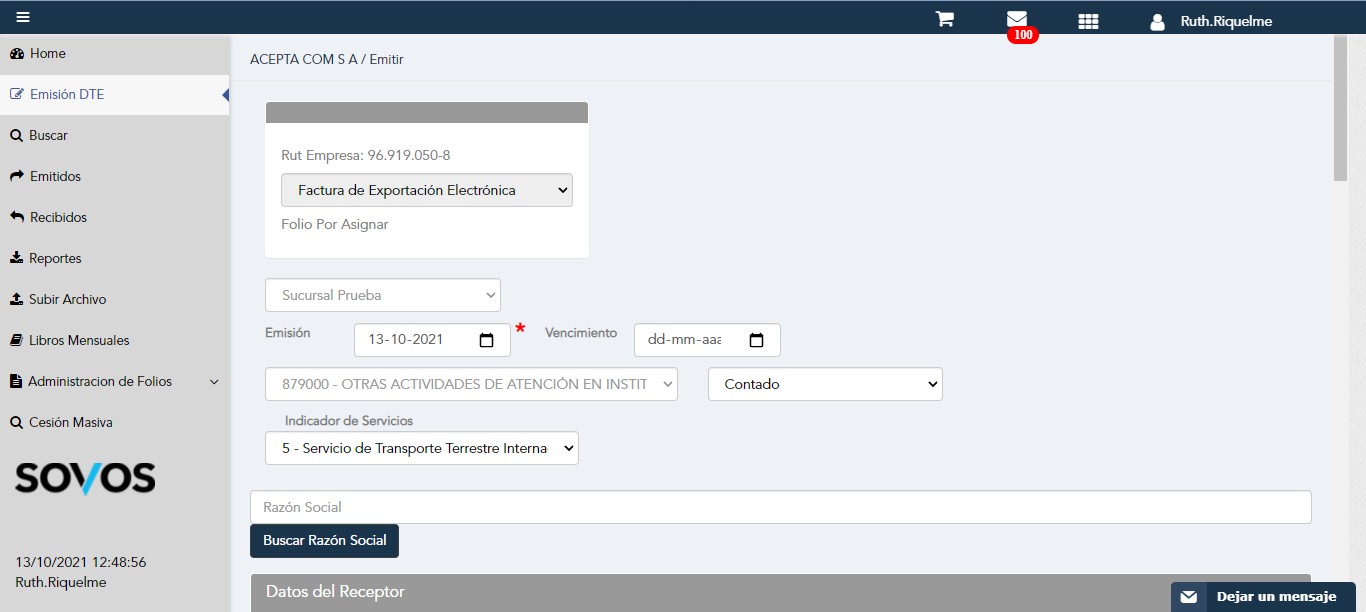 Ruth.Riquelme
100
Home
Emisión DTE
Buscar
Emitidos
Recibidos
Reportes
Subir Archivo
Libros Mensuales
Administracion de Folios
Cesión Masiva
SOVOS
13/10/2021 12:48:56
Ruth.Riquelme
ACEPTA COM S A / Emitir
Rut Empresa: 96.919.050-8
Factura de Exportación Electrónica
Folio Por Asignar
Sucursal Prueba
Emisión 13-10-2021 * Vencimiento dd-mm-aaa
879000 - OTRAS ACTIVIDADES DE ATENCIÓN EN INSTIT Contado
Indicador de Servicios
5 - Servicio de Transporte Terrestre Interna
Razón Social
Buscar Razón Social
Datos del Receptor
Dejar un mensaje